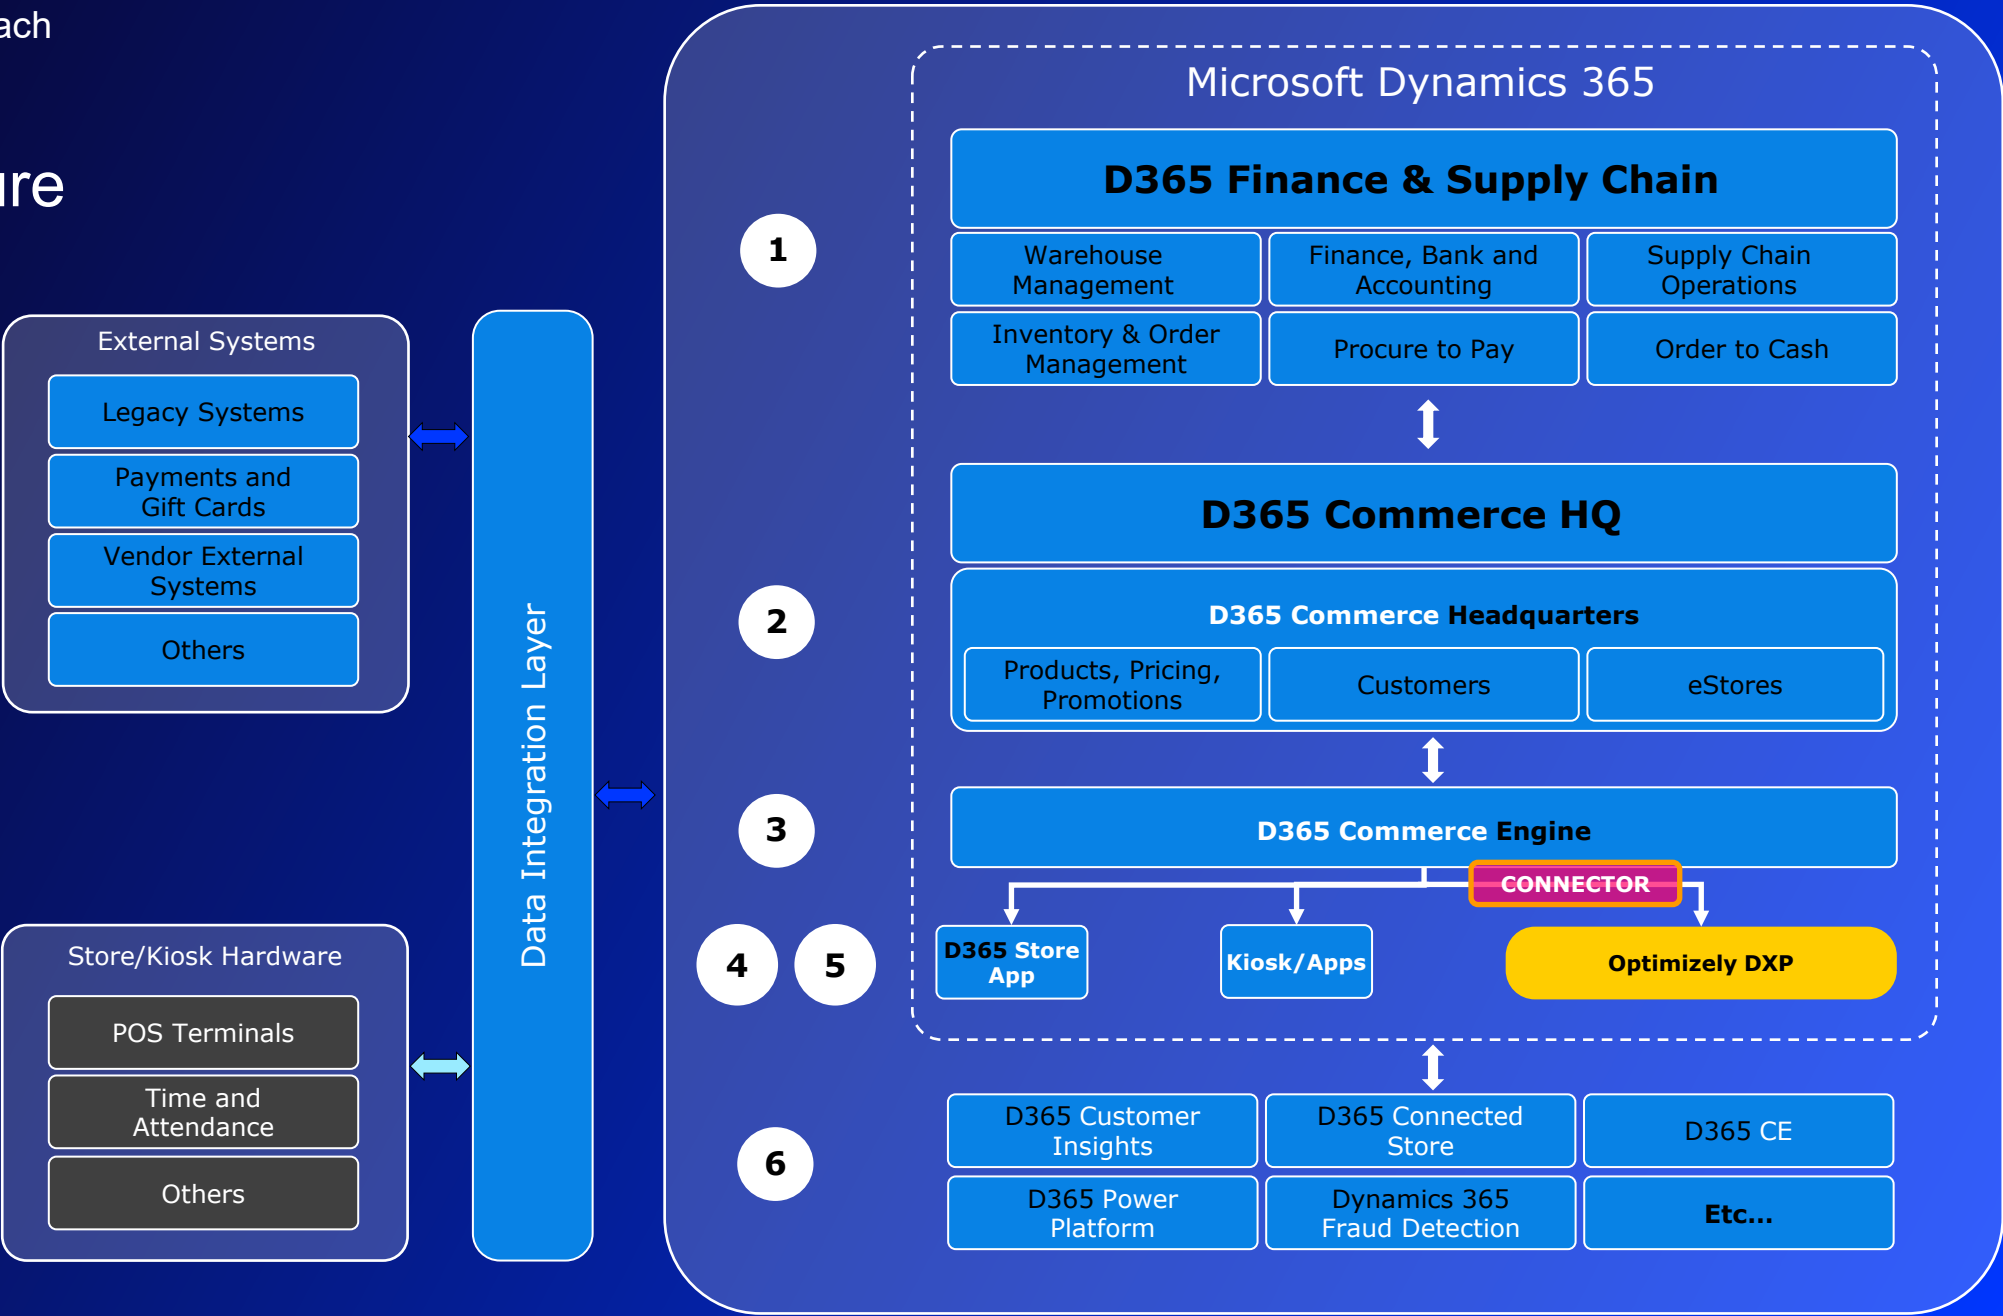 ach
ure
External Systems
Legacy Systems
Payments and
Gift Cards
Vendor External
Systems
Others
Store/Kiosk Hardware
POS Terminals
Time and
Attendance
Others
Data Integration Layer
Microsoft Dynamics 365
1
D365 Finance & Supply Chain
Warehouse
Management
Finance, Bank and
Accounting
Supply Chain
Operations
Inventory & Order
Management
Procure to Pay
Order to Cash
D365 Commerce HQ
2
D365 Commerce Headquarters
Products, Pricing,
Promotions
Customers
eStores
3
D365 Commerce Engine
CONNECTOR
4
5
D365 Store
App
Kiosk/Apps
Optimizely DXP
6
D365 Customer
Insights
D365 Connected
Store
D365 CE
D365 Power
Platform
Dynamics 365
Fraud Detection
Etc...